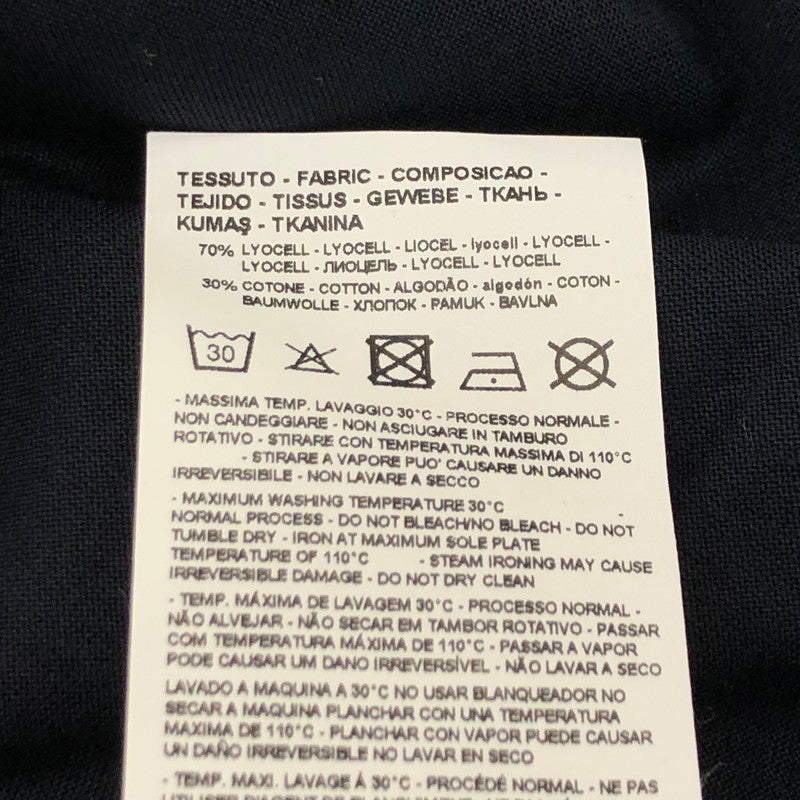 TESSUTO - FABRIC - COMPOSICAO -
TEJIDO - TISSUS - GEWEBE - ТКАНЬ -
KUMAŞ - TKANINA
70% LYOCELL - LYOCELL - LIOCEL - lyocell - LYOCELL -
LYOCELL - ЛИОЦЕЛЬ - LYOCELL - LYOCELL
30% COTONE - COTTON - ALGODÃO - algodón - COTON -
BAUMWOLLE - ХЛОПОК - PAMUK - BAVLNA
30
- MASSIMA TEMP. LAVAGGIO 30°C - PROCESSO NORMALE -
NON CANDEGGIARE - NON ASCIUGARE IN TAMBURO
ROTATIVO - STIRARE CON TEMPERATURA MASSIMA DI 110°C
- STIRARE A VAPORE PUO' CAUSARE UN DANNO
IRREVERSIBILE - NON LAVARE A SECCO
- MAXIMUM WASHING TEMPERATURE 30°C -
NORMAL PROCESS - DO NOT BLEACH/NO BLEACH - DO NOT
TUMBLE DRY - IRON AT MAXIMUM SOLE PLATE
TEMPERATURE OF 110°C - STEAM IRONING MAY CAUSE
IRREVERSIBLE DAMAGE - DO NOT DRY CLEAN
- TEMP. MÁXIMA DE LAVAGEM 30°C - PROCESSO NORMAL -
NÃO ALVEJAR - NÃO SECAR EM TAMBOR ROTATIVO - PASSAR
COM TEMPERATURA MÁXIMA DE 110°C - PASSAR A VAPOR
PODE CAUSAR UM DANO IRREVERSÍVEL - NÃO LAVAR A SECO
LAVADO A MAQUINA A 30°C NO USAR BLANQUEADOR NO
SECAR A MAQUINA PLANCHAR CON UNA TEMPERATURA
MAXIMA DE 110°C - PLANCHAR CON VAPOR PUEDE CAUSAR
UN DAÑO IRREVERSIBLE NO LAVAR EN SECO
- TEMP. MAXI. LAVAGE À 30°C - PROCÉDÉ NORMAL - NE PAS